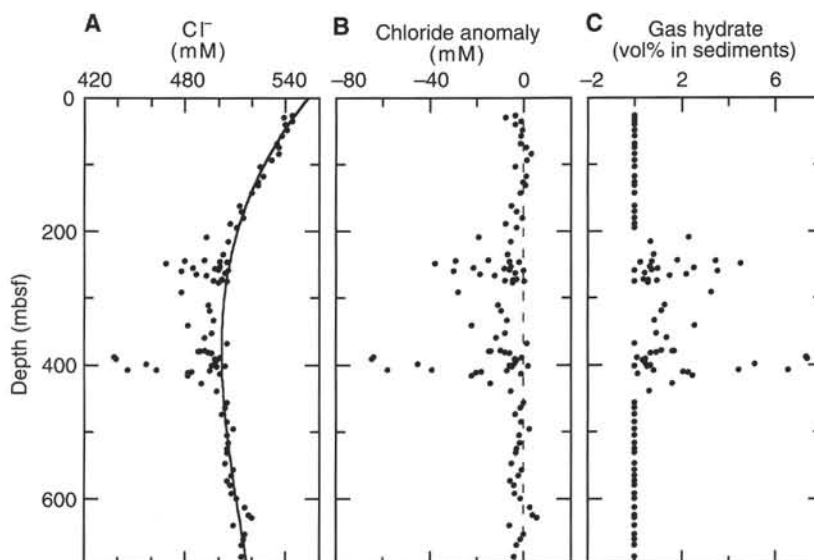 A
Cl⁻
(mM)
420 480 540
B
Chloride anomaly
(mM)
−80 −40 0
C
Gas hydrate
(vol% in sediments)
−2 2 6
Depth (mbsf)
0
200
400
600